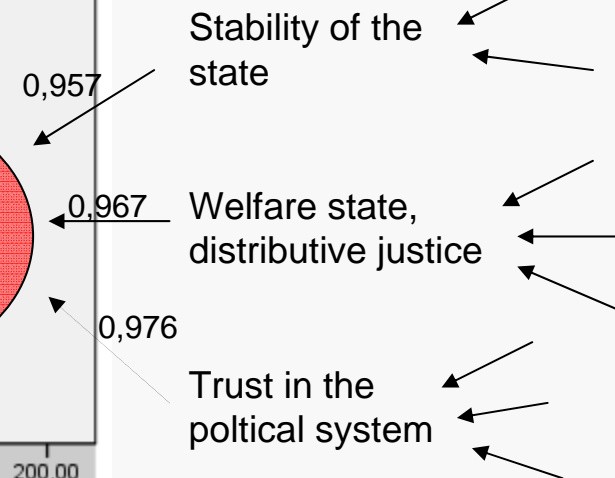 Stability of the
state
0,957
0,967
Welfare state,
distributive justice
0,976
Trust in the
poltical system
200.00